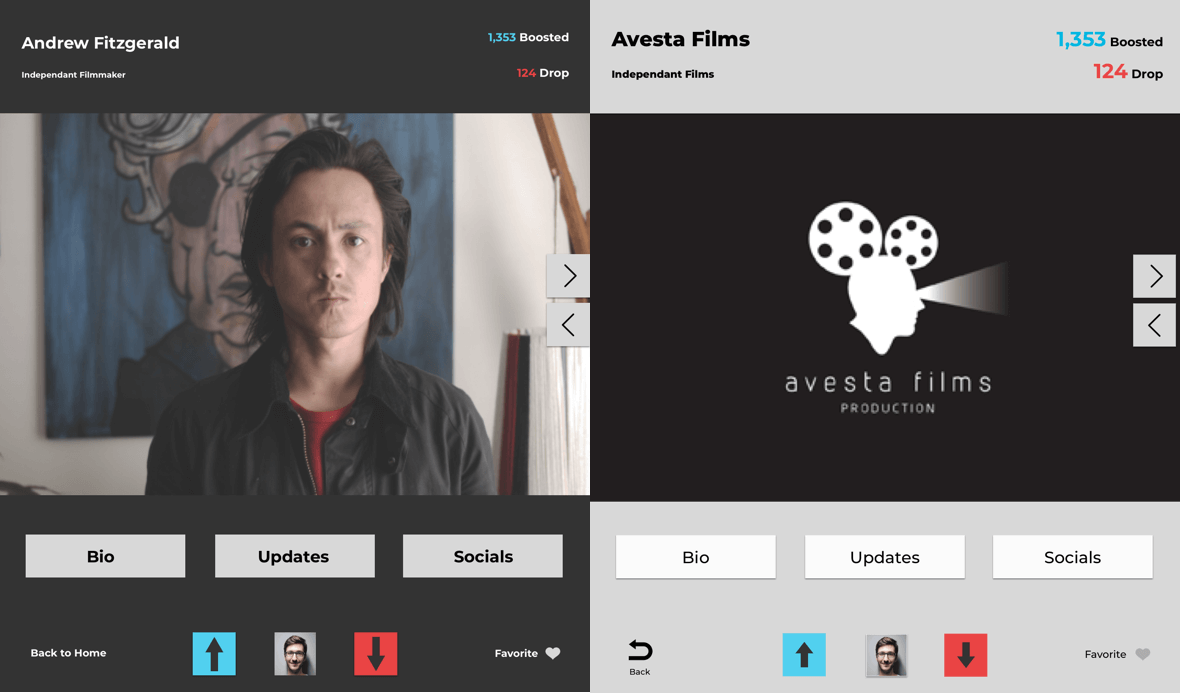 Andrew Fitzgerald
1,353 Boosted
Independant Filmmaker
124 Drop
Bio
Updates
Socials
Back to Home
Favorite
Avesta Films
1,353 Boosted
Independant Films
124 Drop
avesta films
PRODUCTION
Bio
Updates
Socials
Back
Favorite